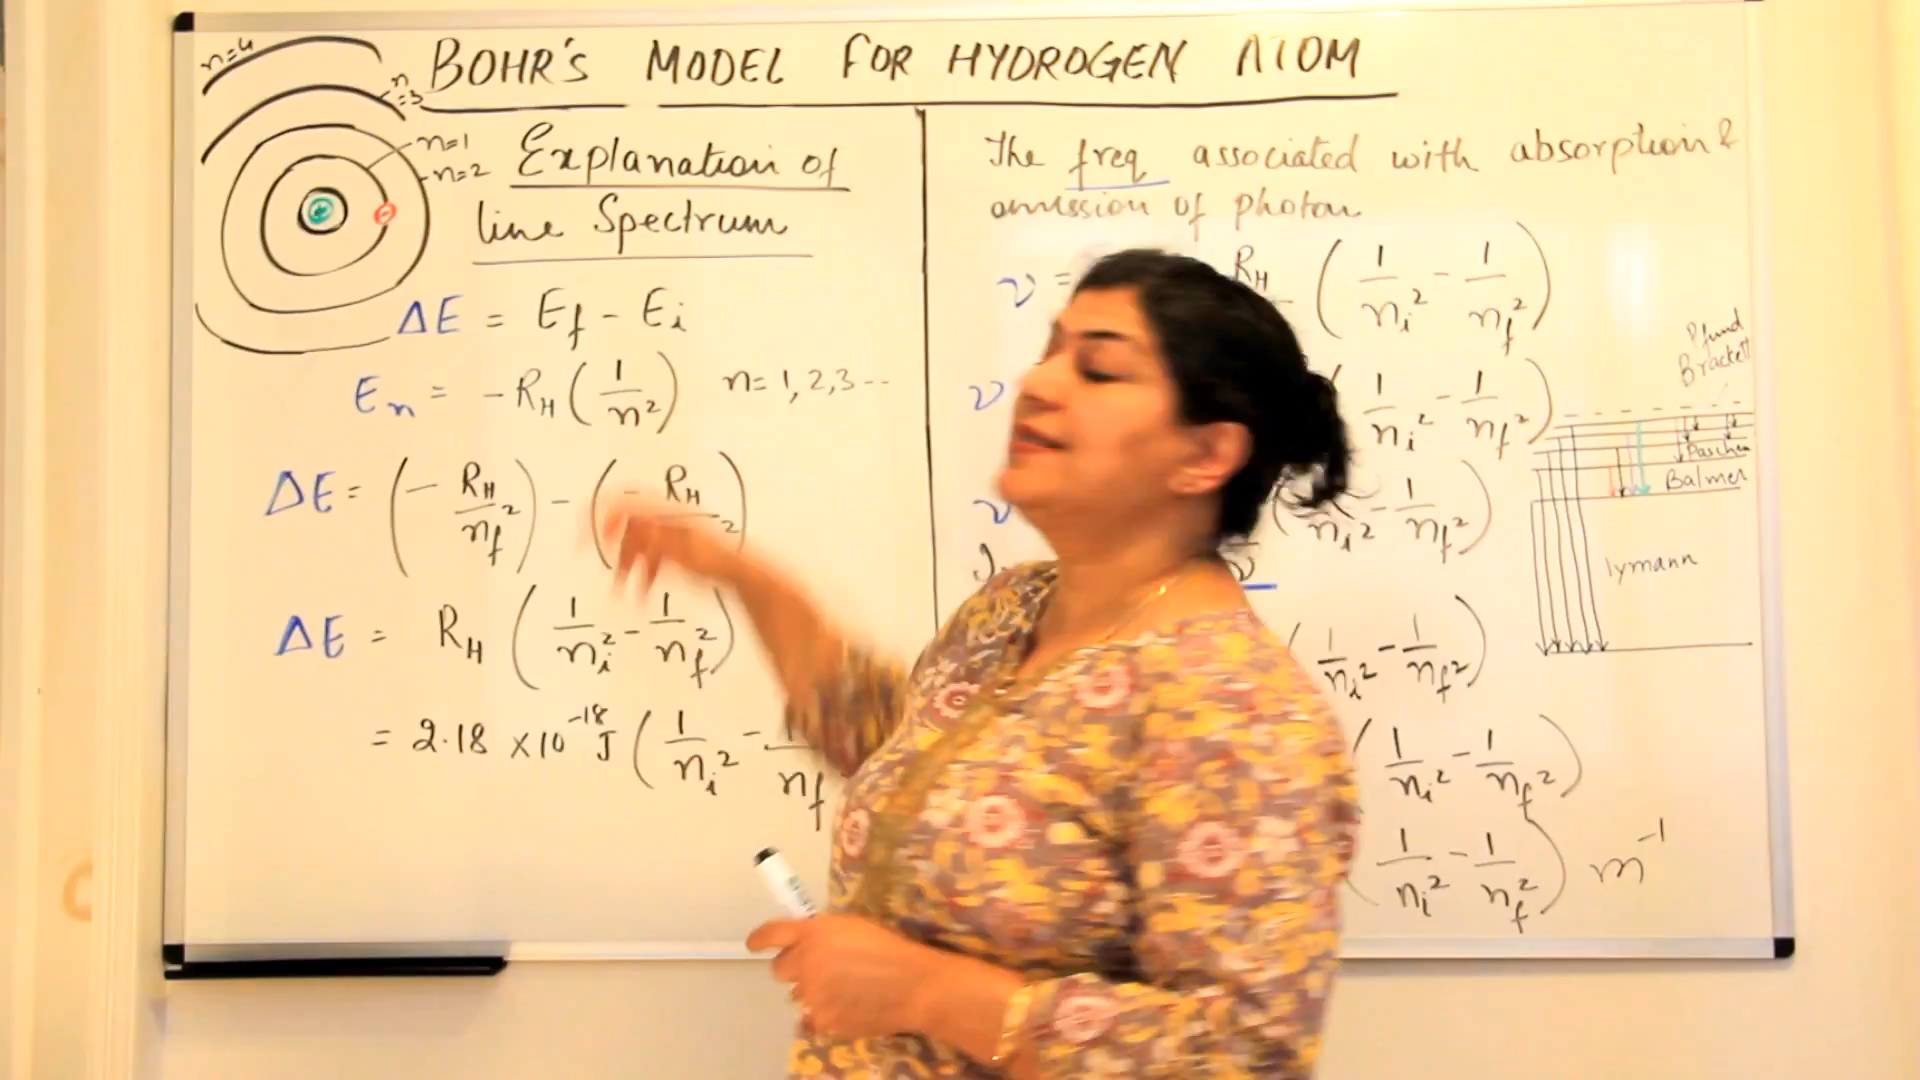 BOHR'S MODEL FOR HYDROGEN ATOM
n=4
n=3
n=1
n=2
Explanation of
line Spectrum
ΔE = Ef - Ei
En = - RH (1/n²) n= 1, 2, 3 --
ΔE = (- RH/nf²) - (- RH/ ²)
ΔE = RH (1/ni² - 1/nf²)
= 2.18 ×10⁻¹⁸ J (1/ni² - 1/nf
The freq associated with absorption &
emission of photon
ν = RH (1/ni² - 1/nf²)
ν 1/ni² - 1/nf²)
ν (1/ni² - 1/nf²)
ν̄
(1/ni² - 1/nf²)
(1/ni² - 1/nf²)
(1/ni² - 1/nf²) m⁻¹
Pfund
Brackett
Paschen
Balmer
lymann